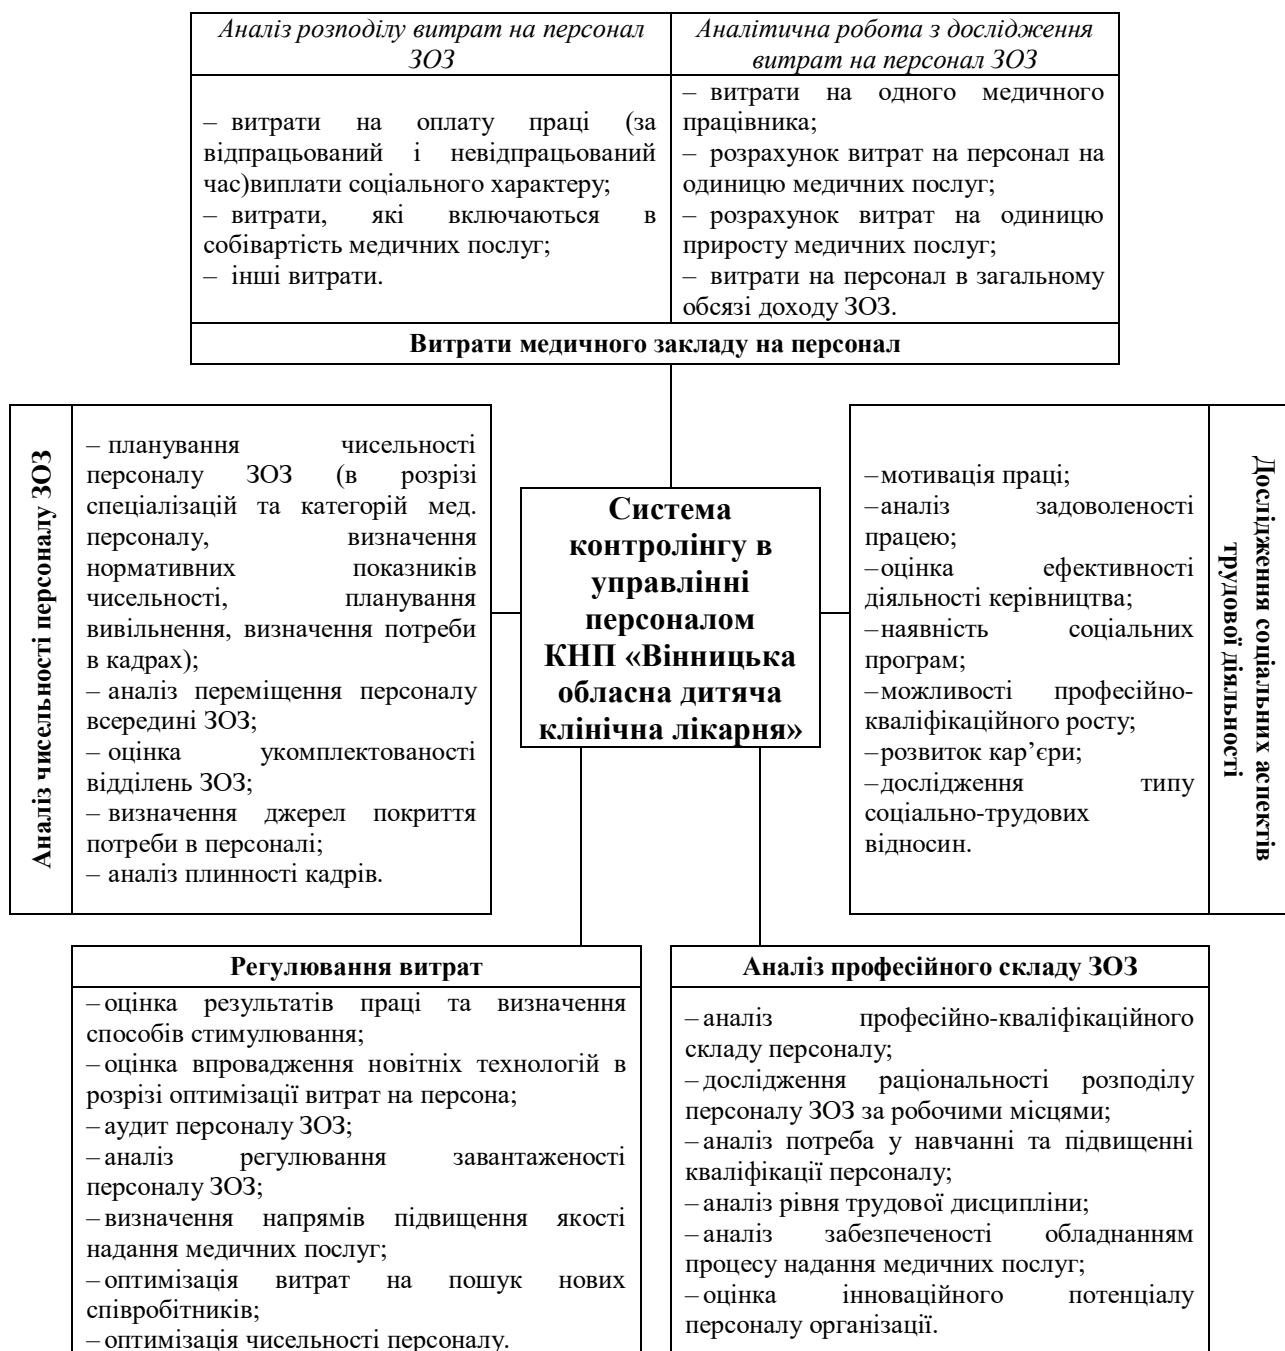 Аналіз розподілу витрат на персонал
ЗОЗ
Аналітична робота з дослідження
витрат на персонал ЗОЗ
– витрати на оплату праці (за
відпрацьований і невідпрацьований
час)виплати соціального характеру;
– витрати, які включаються в
собівартість медичних послуг;
– інші витрати.
– витрати на одного медичного
працівника;
– розрахунок витрат на персонал на
одиницю медичних послуг;
– розрахунок витрат на одиницю
приросту медичних послуг;
– витрати на персонал в загальному
обсязі доходу ЗОЗ.
Витрати медичного закладу на персонал
Аналіз чисельності персоналу ЗОЗ
– планування чисельності
персоналу ЗОЗ (в розрізі
спеціалізацій та категорій мед.
персоналу, визначення
нормативних показників
чисельності, планування
вивільнення, визначення потреби
в кадрах);
– аналіз переміщення персоналу
всередині ЗОЗ;
– оцінка укомплектованості
відділень ЗОЗ;
– визначення джерел покриття
потреби в персоналі;
– аналіз плинності кадрів.
Система
контролінгу в
управлінні
персоналом
КНП «Вінницька
обласна дитяча
клінічна лікарня»
–мотивація праці;
–аналіз задоволеності
працею;
–оцінка ефективності
діяльності керівництва;
–наявність соціальних
програм;
–можливості професійно-
кваліфікаційного росту;
–розвиток кар’єри;
–дослідження типу
соціально-трудових
відносин.
Дослідження соціальних аспектів
трудової діяльності
Регулювання витрат
–оцінка результатів праці та визначення
способів стимулювання;
–оцінка впровадження новітніх технологій в
розрізі оптимізації витрат на персона;
–аудит персоналу ЗОЗ;
–аналіз регулювання завантаженості
персоналу ЗОЗ;
–визначення напрямів підвищення якості
надання медичних послуг;
–оптимізація витрат на пошук нових
співробітників;
–оптимізація чисельності персоналу.
Аналіз професійного складу ЗОЗ
–аналіз професійно-кваліфікаційного
складу персоналу;
–дослідження раціональності розподілу
персоналу ЗОЗ за робочими місцями;
–аналіз потреба у навчанні та підвищенні
кваліфікації персоналу;
–аналіз рівня трудової дисципліни;
–аналіз забезпеченості обладнанням
процесу надання медичних послуг;
–оцінка інноваційного потенціалу
персоналу організації.